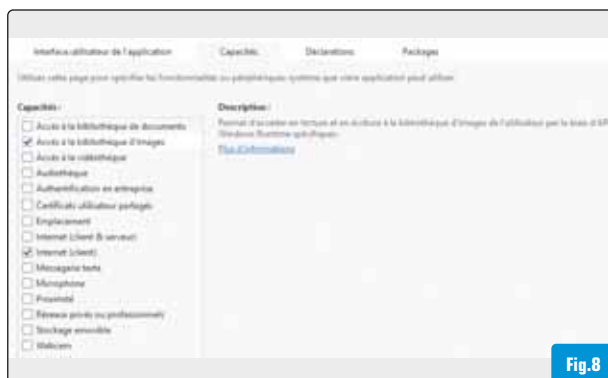 Interface utilisateur de l'application Capacités Déclarations Packages
Utilisez cette page pour spécifier les fonctionnalités ou périphériques système que votre application peut utiliser.
Capacités :
Accès à la bibliothèque de documents
Accès à la bibliothèque d'images
Accès à la vidéothèque
Audiothèque
Authentification en entreprise
Certificats utilisateur partagés
Emplacement
Internet (client & serveur)
Internet (client)
Messagerie texte
Microphone
Proximité
Réseaux privés ou professionnels
Stockage amovible
Webcam
Description :
Permet d'accéder en lecture et en écriture à la bibliothèque d'images de l'utilisateur par le biais d'API
Windows Runtime spécifiques.
Plus d'informations
Fig.8